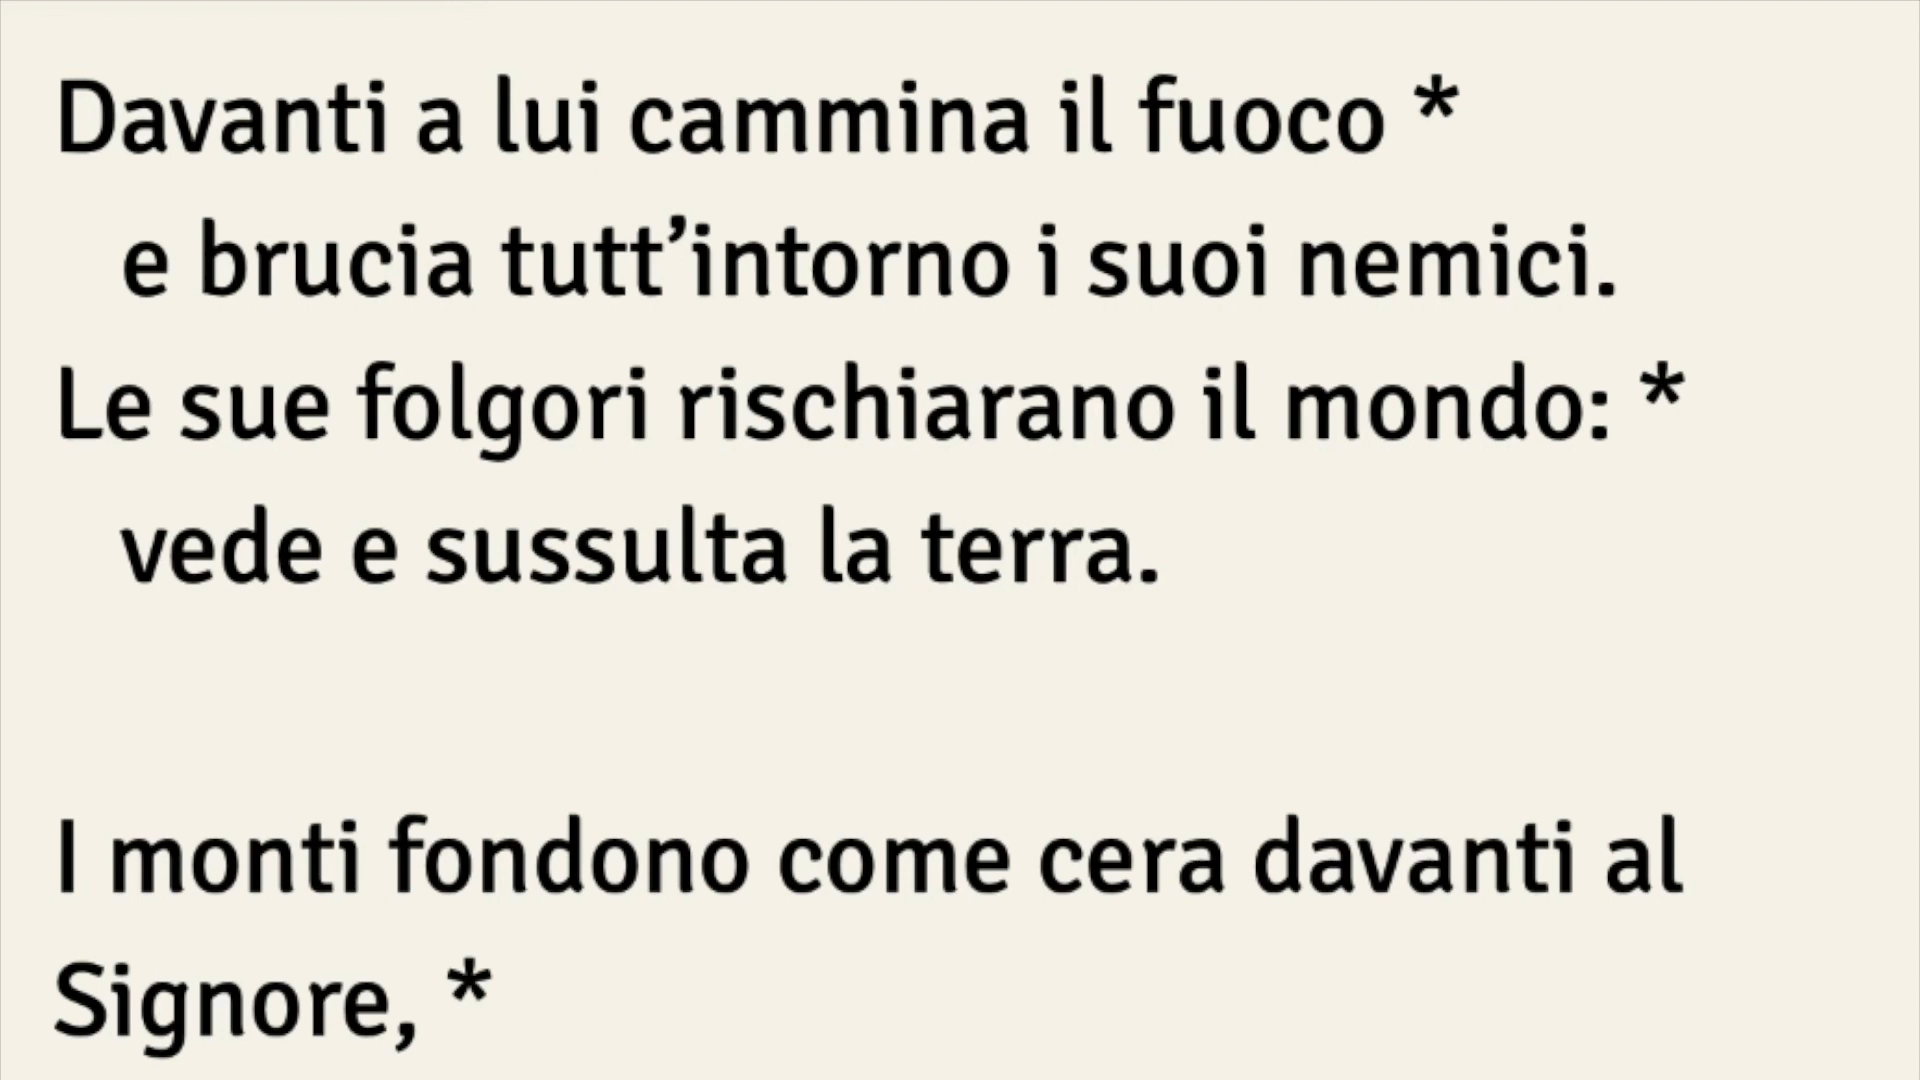 Davanti a lui cammina il fuoco *
e brucia tutt’intorno i suoi nemici.
Le sue folgori rischiarano il mondo: *
vede e sussulta la terra.
I monti fondono come cera davanti al
Signore, *